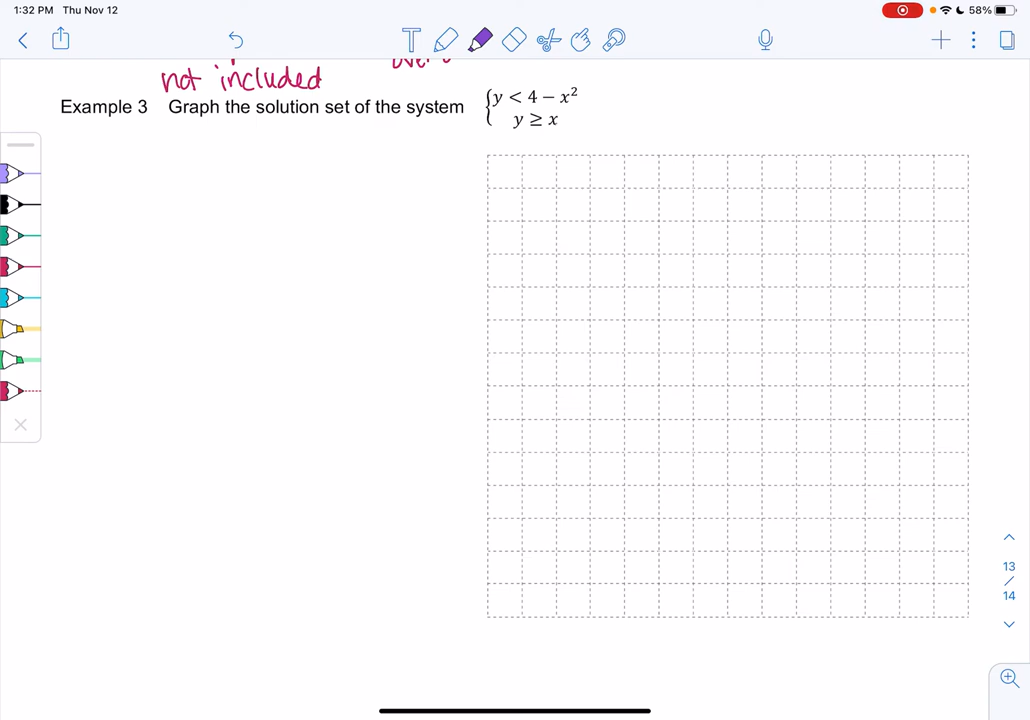 1:32 PM Thu Nov 12
58%
T
not included
Example 3 Graph the solution set of the system { y < 4 − x²
y ≥ x
13
/
14